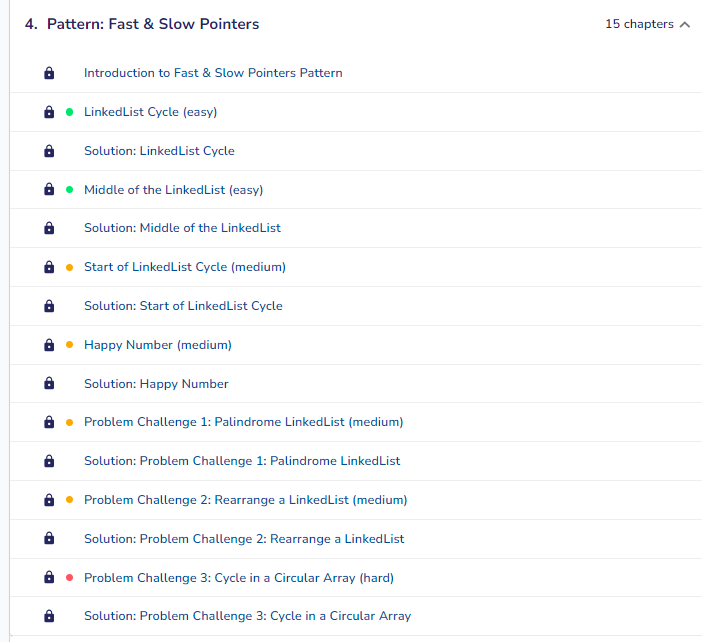 4. Pattern: Fast & Slow Pointers 15 chapters
Introduction to Fast & Slow Pointers Pattern
LinkedList Cycle (easy)
Solution: LinkedList Cycle
Middle of the LinkedList (easy)
Solution: Middle of the LinkedList
Start of LinkedList Cycle (medium)
Solution: Start of LinkedList Cycle
Happy Number (medium)
Solution: Happy Number
Problem Challenge 1: Palindrome LinkedList (medium)
Solution: Problem Challenge 1: Palindrome LinkedList
Problem Challenge 2: Rearrange a LinkedList (medium)
Solution: Problem Challenge 2: Rearrange a LinkedList
Problem Challenge 3: Cycle in a Circular Array (hard)
Solution: Problem Challenge 3: Cycle in a Circular Array